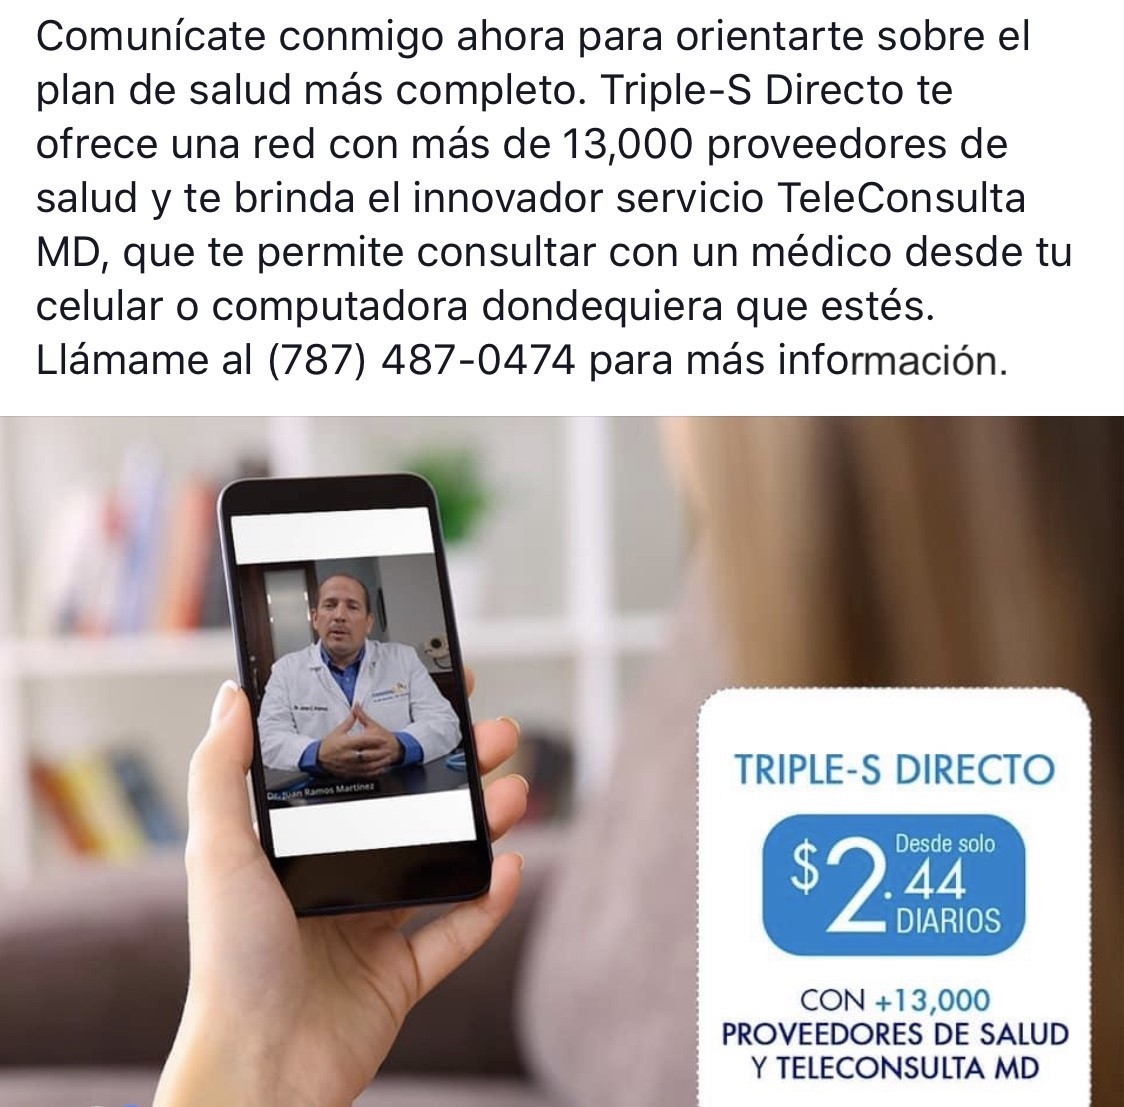 Comunícate conmigo ahora para orientarte sobre el
plan de salud más completo. Triple-S Directo te
ofrece una red con más de 13,000 proveedores de
salud y te brinda el innovador servicio TeleConsulta
MD, que te permite consultar con un médico desde tu
celular o computadora dondequiera que estés.
Llámame al (787) 487-0474 para más información.
Dr. Juan Ramos Martínez
TRIPLE-S DIRECTO
Desde solo
$2.44
DIARIOS
CON +13,000
PROVEEDORES DE SALUD
Y TELECONSULTA MD